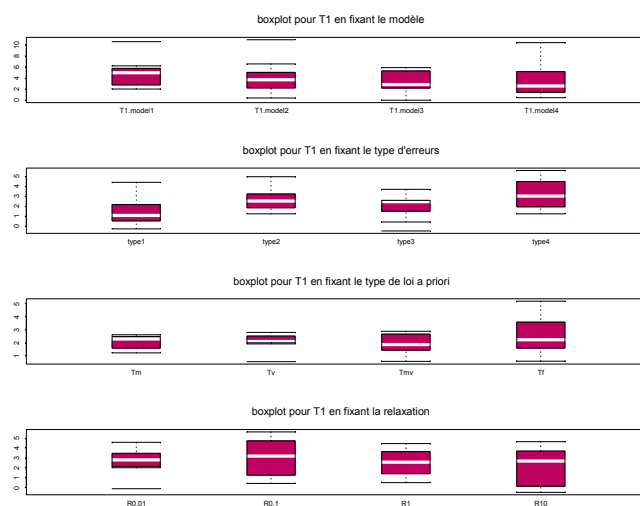 boxplot pour T1 en fixant le modèle
0 2 4 6 8 10
T1.model1 T1.model2 T1.model3 T1.model4
boxplot pour T1 en fixant le type d'erreurs
0 1 2 3 4 5
type1 type2 type3 type4
boxplot pour T1 en fixant le type de loi a priori
1 2 3 4 5
Tm Tv Tmv Tf
boxplot pour T1 en fixant la relaxation
0 1 2 3 4 5
R0.01 R0.1 R1 R10